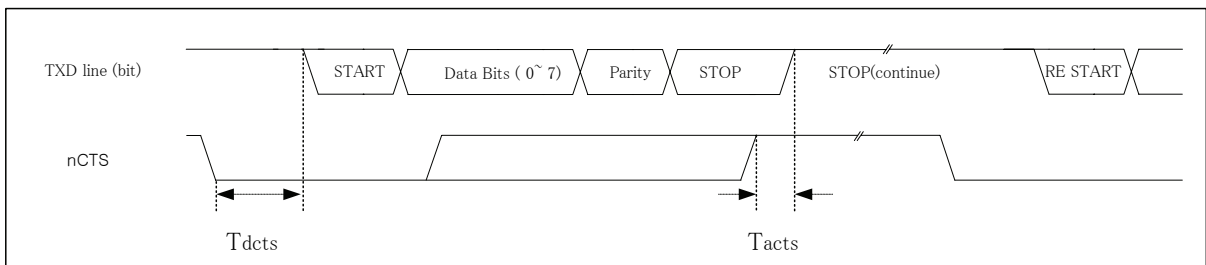 TXD line (bit)
START
Data Bits ( 0~ 7)
Parity
STOP
STOP(continue)
RE START
nCTS
Tdcts
Tacts